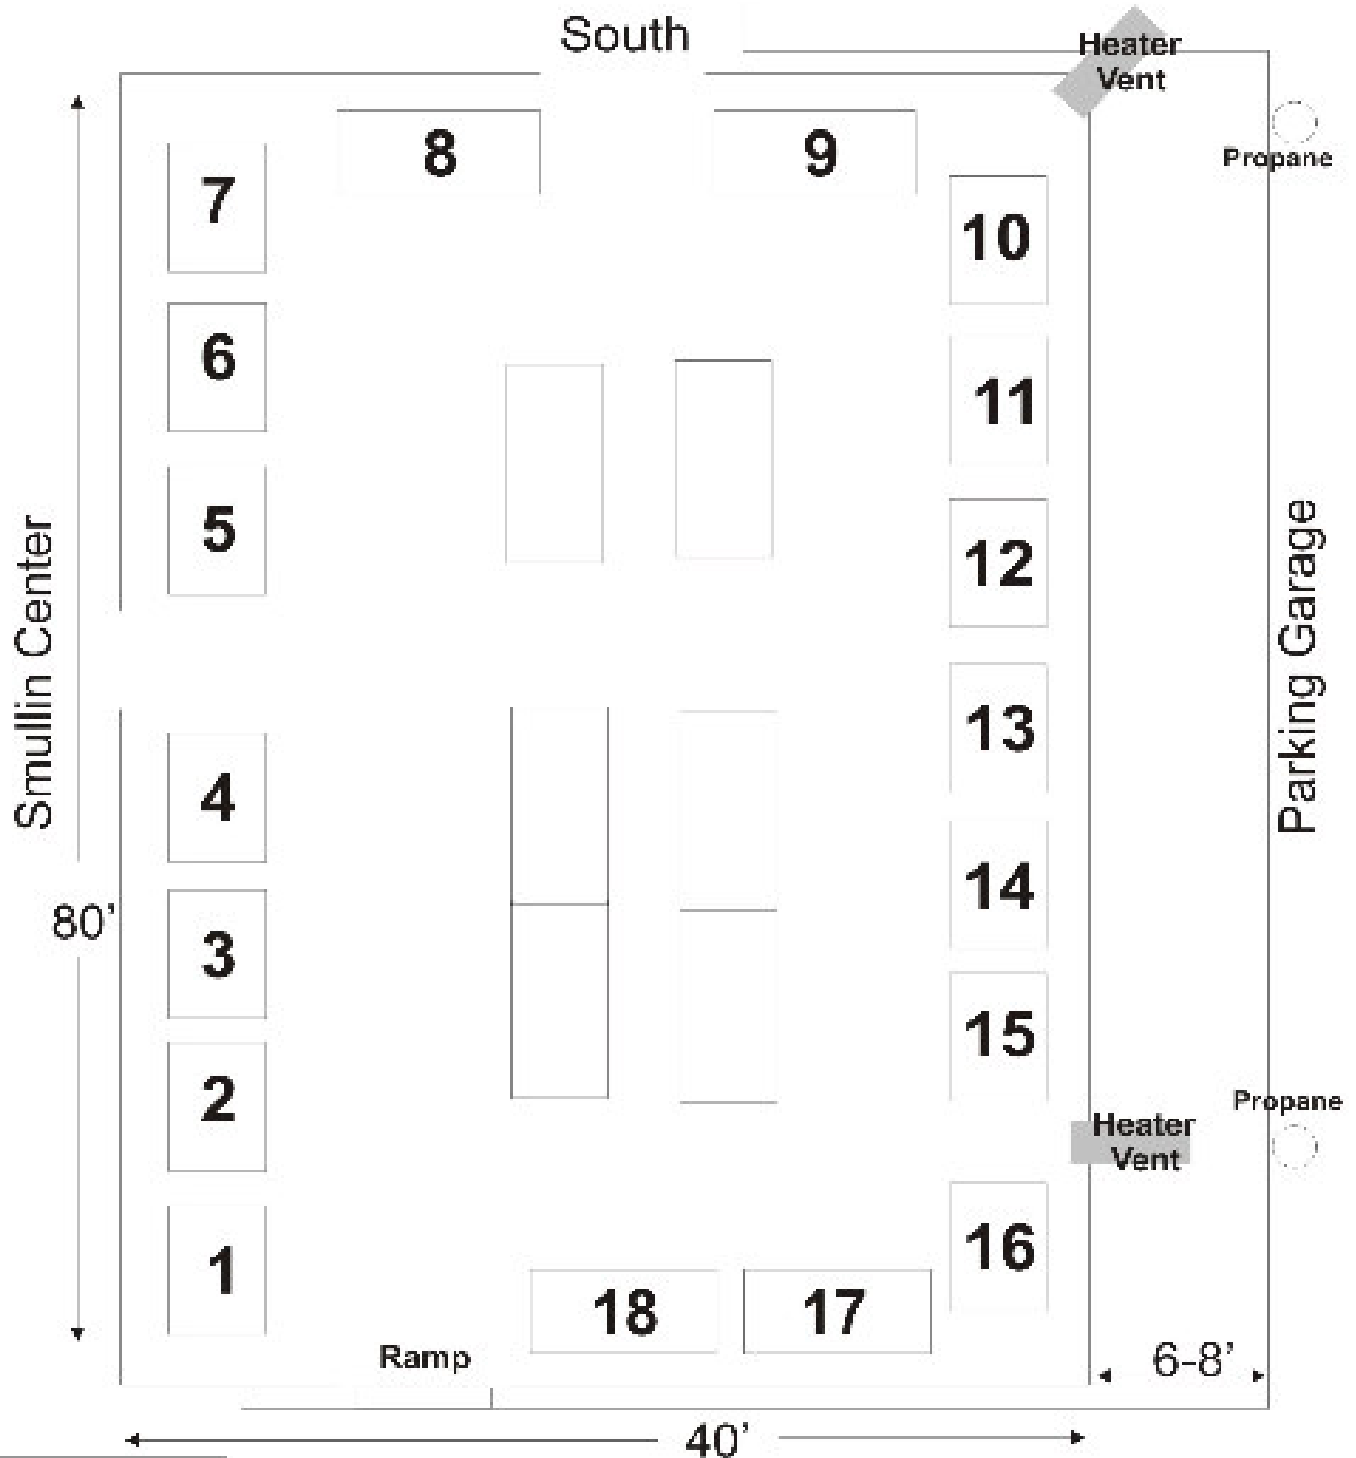 South
Heater
Vent
Propane
8
9
7
10
6
11
5
12
Smullin Center
Parking Garage
13
4
14
80’
3
15
2
Propane
Heater
Vent
16
1
18
17
Ramp
6-8’
40’